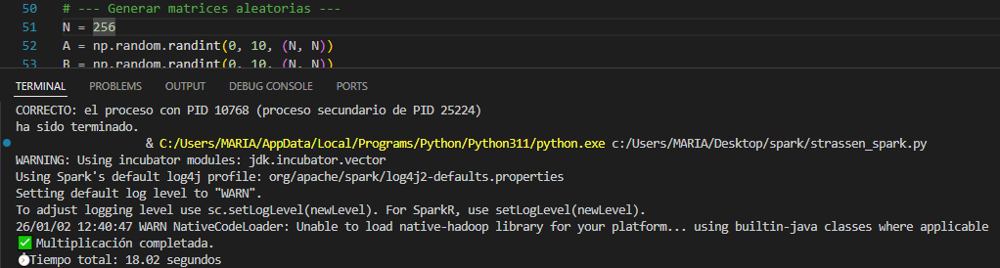 50 # --- Generar matrices aleatorias ---
51 N = 256
52 A = np.random.randint(0, 10, (N, N))
53 B = np.random.randint(0, 10, (N, N))
TERMINAL PROBLEMS OUTPUT DEBUG CONSOLE PORTS
CORRECTO: el proceso con PID 10768 (proceso secundario de PID 25224)
ha sido terminado.
& C:/Users/MARIA/AppData/Local/Programs/Python/Python311/python.exe c:/Users/MARIA/Desktop/spark/strassen_spark.py
WARNING: Using incubator modules: jdk.incubator.vector
Using Spark's default log4j profile: org/apache/spark/log4j2-defaults.properties
Setting default log level to "WARN".
To adjust logging level use sc.setLogLevel(newLevel). For SparkR, use setLogLevel(newLevel).
26/01/02 12:40:47 WARN NativeCodeLoader: Unable to load native-hadoop library for your platform... using builtin-java classes where applicable
✅ Multiplicación completada.
⏱Tiempo total: 18.02 segundos